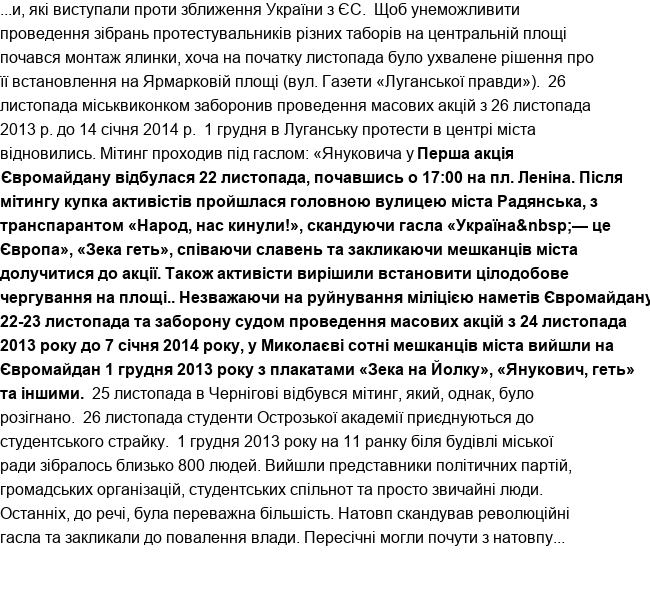 ...и, які виступали проти зближення України з ЄС.  Щоб унеможливити
проведення зібрань протестувальників різних таборів на центральній площі
почався монтаж ялинки, хоча на початку листопада було ухвалене рішення про
її встановлення на Ярмарковій площі (вул. Газети «Луганської правди»).  26
листопада міськвиконком заборонив проведення масових акцій з 26 листопада
2013 р. до 14 січня 2014 р.  1 грудня в Луганську протести в центрі міста
відновились. Мітинг проходив під гаслом: «Януковича у Перша акція
Євромайдану відбулася 22 листопада, почавшись о 17:00 на пл. Леніна. Після
мітингу купка активістів пройшлася головною вулицею міста Радянська, з
транспарантом «Народ, нас кинули!», скандуючи гасла «Україна&nbsp;— це
Європа», «Зека геть», співаючи славень та закликаючи мешканців міста
долучитися до акції. Також активісти вирішили встановити цілодобове
чергування на площі.. Незважаючи на руйнування міліцією наметів Євромайдану
22-23 листопада та заборону судом проведення масових акцій з 24 листопада
2013 року до 7 січня 2014 року, у Миколаєві сотні мешканців міста вийшли на
Євромайдан 1 грудня 2013 року з плакатами «Зека на Йолку», «Янукович, геть»
та іншими.  25 листопада в Чернігові відбувся мітинг, який, однак, було
розігнано.  26 листопада студенти Острозької академії приєднуються до
студентського страйку.  1 грудня 2013 року на 11 ранку біля будівлі міської
ради зібралось близько 800 людей. Вийшли представники політичних партій,
громадських організацій, студентських спільнот та просто звичайні люди.
Останніх, до речі, була переважна більшість. Натовп скандував революційні
гасла та закликали до повалення влади. Пересічні могли почути з натовпу...